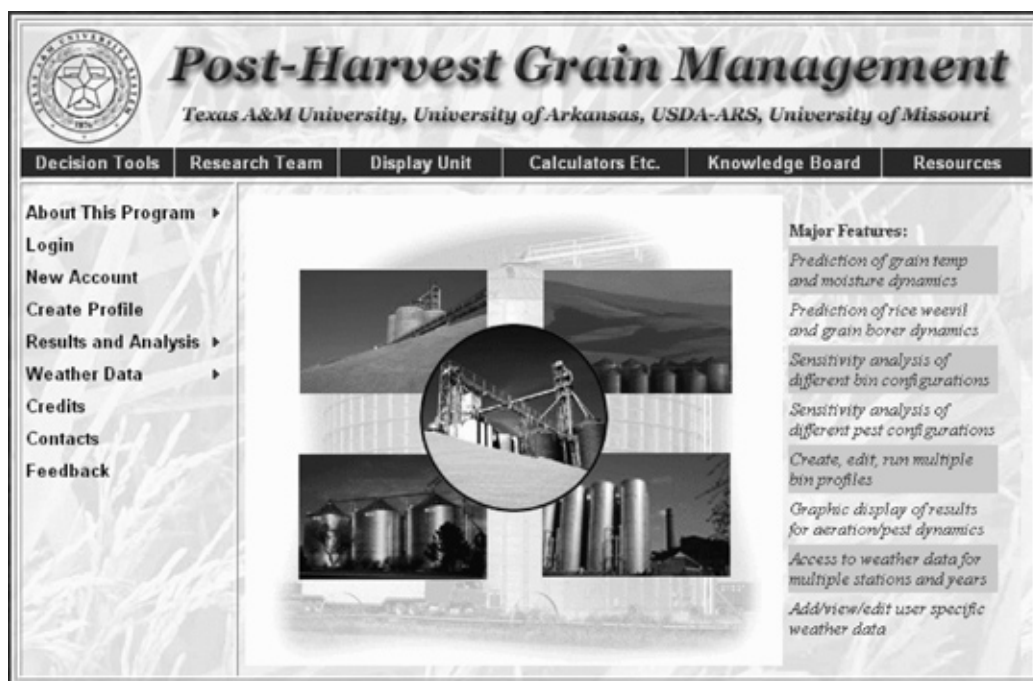 Post-Harvest Grain Management
Texas A&M University, University of Arkansas, USDA-ARS, University of Missouri
Decision Tools
Research Team
Display Unit
Calculators Etc.
Knowledge Board
Resources
About This Program
Login
New Account
Create Profile
Results and Analysis
Weather Data
Credits
Contacts
Feedback
Major Features:
Prediction of grain temp
and moisture dynamics
Prediction of rice weevil
and grain borer dynamics
Sensitivity analysis of
different bin configurations
Sensitivity analysis of
different pest configurations
Create, edit, run multiple
bin profiles
Graphic display of results
for aeration/pest dynamics
Access to weather data for
multiple stations and years
Add/view/edit user specific
weather data